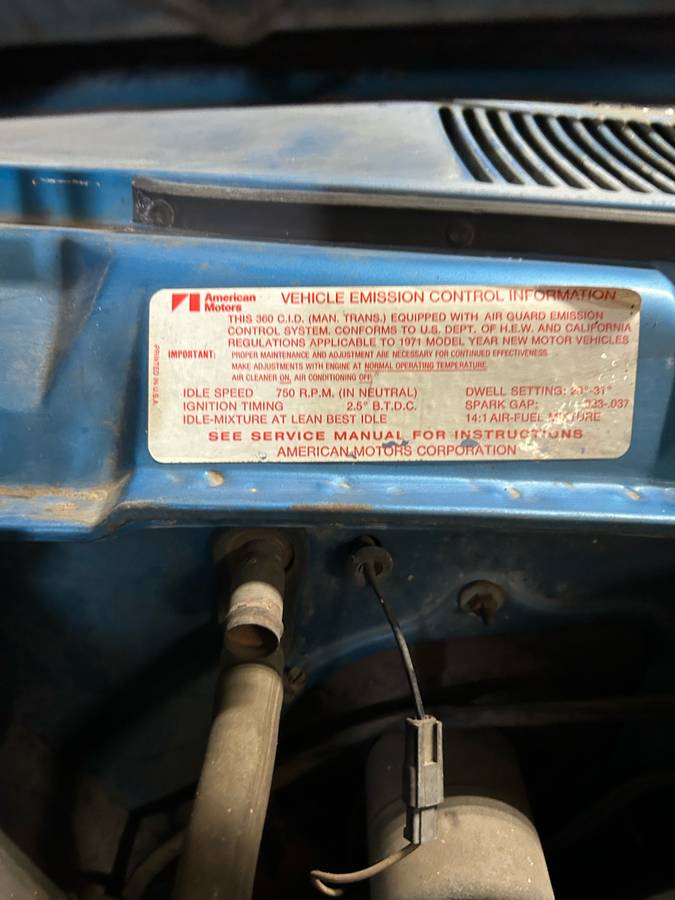 American Motors
VEHICLE EMISSION CONTROL INFORMATION
THIS 360 C.I.D. (MAN. TRANS.) EQUIPPED WITH AIR GUARD EMISSION
CONTROL SYSTEM, CONFORMS TO U.S. DEPT. OF H.E.W. AND CALIFORNIA
REGULATIONS APPLICABLE TO 1971 MODEL YEAR NEW MOTOR VEHICLES
IMPORTANT: PROPER MAINTENANCE AND ADJUSTMENT ARE NECESSARY FOR CONTINUED EFFECTIVENESS
MAKE ADJUSTMENTS WITH ENGINE AT NORMAL OPERATING TEMPERATURE,
AIR CLEANER ON, AIR CONDITIONING OFF
IDLE SPEED 750 R.P.M. (IN NEUTRAL) DWELL SETTING: -31°
IGNITION TIMING 2.5° B.T.D.C. SPARK GAP: -.037
IDLE-MIXTURE AT LEAN BEST IDLE 14:1 AIR-FUEL MIXTURE
SEE SERVICE MANUAL FOR INSTRUCTIONS
AMERICAN MOTORS CORPORATION
PRINTED IN U.S.A.